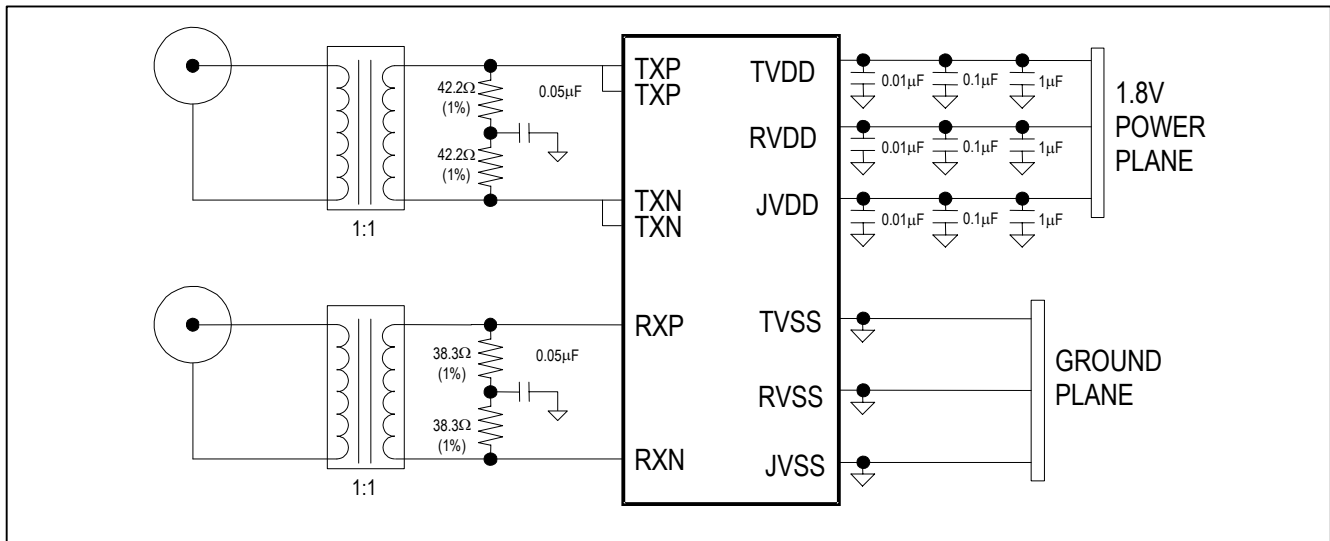 TXP
TXP
TXN
TXN
RXP
RXN
TVDD
RVDD
JVDD
TVSS
RVSS
JVSS
42.2Ω
(1%)
42.2Ω
(1%)
0.05μF
1:1
38.3Ω
(1%)
38.3Ω
(1%)
0.05μF
1:1
0.01μF
0.1μF
1μF
0.01μF
0.1μF
1μF
0.01μF
0.1μF
1μF
1.8V
POWER
PLANE
GROUND
PLANE